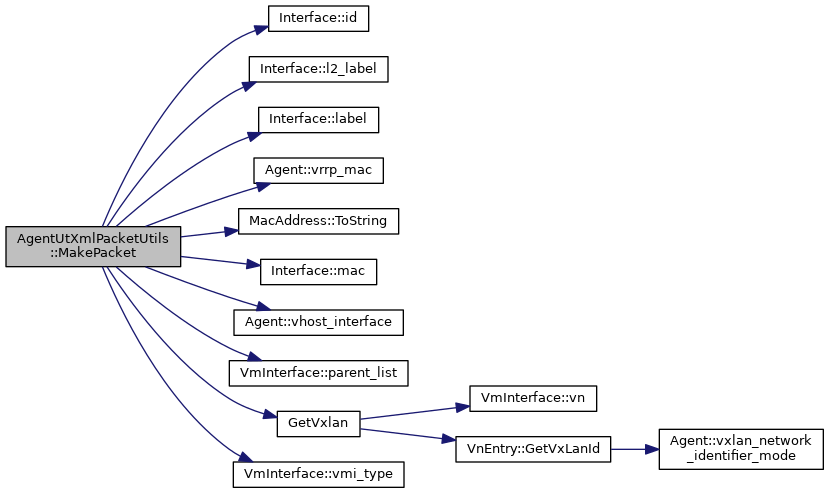 Interface::id
Interface::l2_label
Interface::label
Agent::vrrp_mac
AgentUtXmlPacketUtils
::MakePacket
MacAddress::ToString
Interface::mac
Agent::vhost_interface
VmInterface::parent_list
GetVxlan
VmInterface::vn
VnEntry::GetVxLanId
Agent::vxlan_network
_identifier_mode
VmInterface::vmi_type